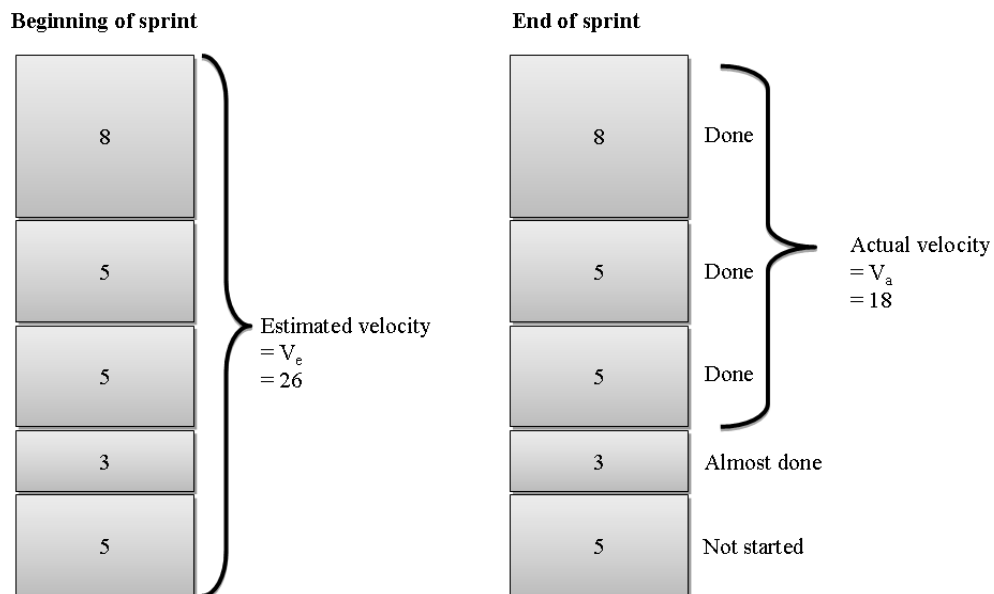 Beginning of sprint
8
5
5
3
5
Estimated velocity
= Ve
= 26
End of sprint
8
Done
5
Done
5
Done
3
Almost done
5
Not started
Actual velocity
= Va
= 18